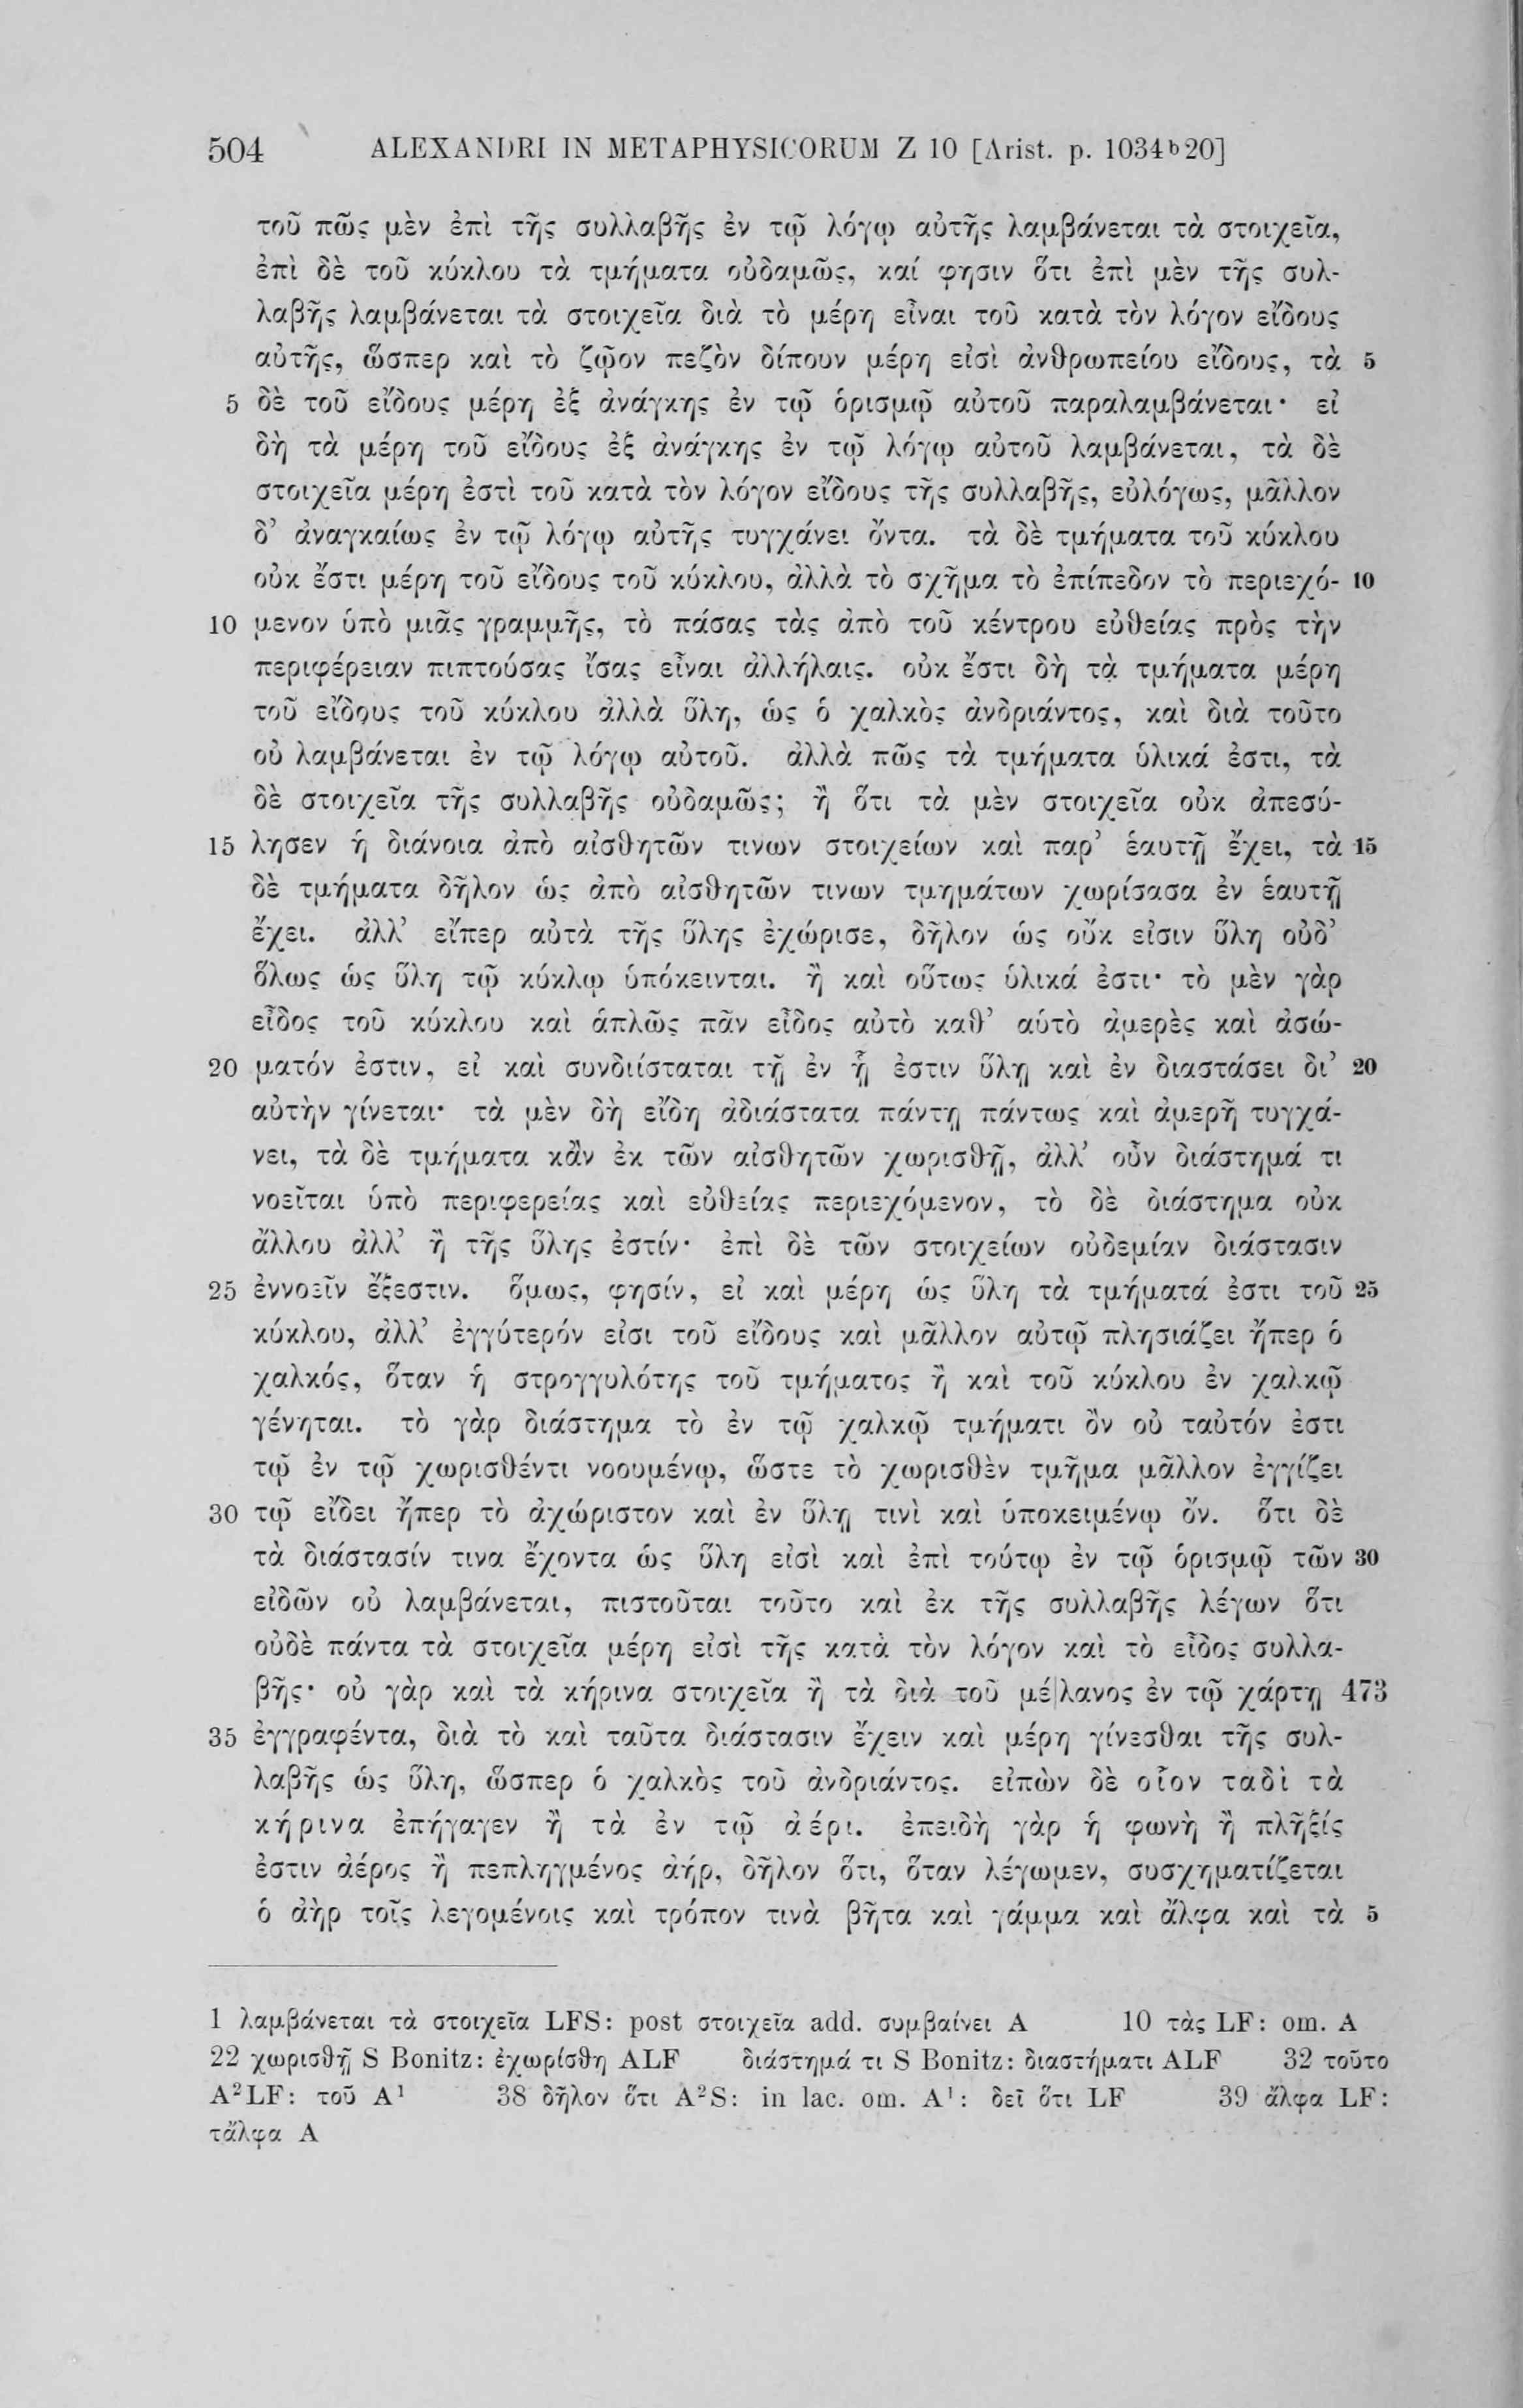 504 ALEXANDRI IN METAPHYSICORUM Z 10 [Arist. p. 1034ᵇ20]
τοῦ πῶς μὲν ἐπὶ τῆς συλλαβῆς ἐν τῷ λόγῳ αὐτῆς λαμβάνεται τὰ στοιχεῖα,
ἐπὶ δὲ τοῦ κύκλου τὰ τμήματα οὐδαμῶς, καί φησιν ὅτι ἐπὶ μὲν τῆς συλ-
λαβῆς λαμβάνεται τὰ στοιχεῖα διὰ τὸ μέρη εἶναι τοῦ κατὰ τὸν λόγον εἴδους
αὐτῆς, ὥσπερ καὶ τὸ ζῷον πεζὸν δίπουν μέρη εἰσὶ ἀνθρωπείου εἴδους, τὰ 5
5 δὲ τοῦ εἴδους μέρη ἐξ ἀνάγκης ἐν τῷ ὁρισμῷ αὐτοῦ παραλαμβάνεται· εἰ
δὴ τὰ μέρη τοῦ εἴδους ἐξ ἀνάγκης ἐν τῷ λόγῳ αὐτοῦ λαμβάνεται, τὰ δὲ
στοιχεῖα μέρη ἐστὶ τοῦ κατὰ τὸν λόγον εἴδους τῆς συλλαβῆς, εὐλόγως, μᾶλλον
δ’ ἀναγκαίως ἐν τῷ λόγῳ αὐτῆς τυγχάνει ὄντα. τὰ δὲ τμήματα τοῦ κύκλου
οὐκ ἔστι μέρη τοῦ εἴδους τοῦ κύκλου, ἀλλὰ τὸ σχῆμα τὸ ἐπίπεδον τὸ περιεχό- 10
10 μενον ὑπὸ μιᾶς γραμμῆς, τὸ πάσας τὰς ἀπὸ τοῦ κέντρου εὐθείας πρὸς τὴν
περιφέρειαν πιπτούσας ἴσας εἶναι ἀλλήλαις. οὐκ ἔστι δὴ τὰ τμήματα μέρη
τοῦ εἴδους τοῦ κύκλου ἀλλὰ ὕλη, ὡς ὁ χαλκὸς ἀνδριάντος, καὶ διὰ τοῦτο
οὐ λαμβάνεται ἐν τῷ λόγῳ αὐτοῦ. ἀλλὰ πῶς τὰ τμήματα ὑλικά ἐστι, τὰ
δὲ στοιχεῖα τῆς συλλαβῆς οὐδαμῶς; ἢ ὅτι τὰ μὲν στοιχεῖα οὐκ ἀπεσύ-
15 λησεν ἡ διάνοια ἀπὸ αἰσθητῶν τινων στοιχείων καὶ παρ’ ἑαυτῇ ἔχει, τὰ 15
δὲ τμήματα δῆλον ὡς ἀπὸ αἰσθητῶν τινων τμημάτων χωρίσασα ἐν ἑαυτῇ
ἔχει. ἀλλ’ εἴπερ αὐτὰ τῆς ὕλης ἐχώρισε, δῆλον ὡς οὔκ εἰσιν ὕλη οὐδ’
ὅλως ὡς ὕλη τῷ κύκλῳ ὑπόκεινται. ἢ καὶ οὕτως ὑλικά ἐστι· τὸ μὲν γὰρ
εἶδος τοῦ κύκλου καὶ ἁπλῶς πᾶν εἶδος αὐτὸ καθ’ αὑτὸ ἀμερὲς καὶ ἀσώ-
20 ματόν ἐστιν, εἰ καὶ συνδιίσταται τῇ ἐν ᾗ ἐστιν ὕλῃ καὶ ἐν διαστάσει δι’ 20
αὐτὴν γίνεται· τὰ μὲν δὴ εἴδη ἀδιάστατα πάντῃ πάντως καὶ ἀμερῆ τυγχά-
νει, τὰ δὲ τμήματα κἂν ἐκ τῶν αἰσθητῶν χωρισθῇ, ἀλλ’ οὖν διάστημά τι
νοεῖται ὑπὸ περιφερείας καὶ εὐθείας περιεχόμενον, τὸ δὲ διάστημα οὐκ
ἄλλου ἀλλ’ ἢ τῆς ὕλης ἐστίν· ἐπὶ δὲ τῶν στοιχείων οὐδεμίαν διάστασιν
25 ἐννοεῖν ἔξεστιν. ὅμως, φησίν, εἰ καὶ μέρη ὡς ὕλη τὰ τμήματά ἐστι τοῦ 25
κύκλου, ἀλλ’ ἐγγύτερόν εἰσι τοῦ εἴδους καὶ μᾶλλον αὐτῷ πλησιάζει ἤπερ ὁ
χαλκός, ὅταν ἡ στρογγυλότης τοῦ τμήματος ἢ καὶ τοῦ κύκλου ἐν χαλκῷ
γένηται. τὸ γὰρ διάστημα τὸ ἐν τῷ χαλκῷ τμήματι ὂν οὐ ταὐτόν ἐστι
τῷ ἐν τῷ χωρισθέντι νοουμένῳ, ὥστε τὸ χωρισθὲν τμῆμα μᾶλλον ἐγγίζει
30 τῷ εἴδει ἤπερ τὸ ἀχώριστον καὶ ἐν ὕλῃ τινὶ καὶ ὑποκειμένῳ ὄν. ὅτι δὲ
τὰ διάστασίν τινα ἔχοντα ὡς ὕλη εἰσὶ καὶ ἐπὶ τούτῳ ἐν τῷ ὁρισμῷ τῶν 30
εἰδῶν οὐ λαμβάνεται, πιστοῦται τοῦτο καὶ ἐκ τῆς συλλαβῆς λέγων ὅτι
οὐδὲ πάντα τὰ στοιχεῖα μέρη εἰσὶ τῆς κατὰ τὸν λόγον καὶ τὸ εἶδος συλλα-
βῆς· οὐ γὰρ καὶ τὰ κήρινα στοιχεῖα ἢ τὰ διὰ τοῦ μέ|λανος ἐν τῷ χάρτῃ 473
35 ἐγγραφέντα, διὰ τὸ καὶ ταῦτα διάστασιν ἔχειν καὶ μέρη γίνεσθαι τῆς συλ-
λαβῆς ὡς ὕλη, ὥσπερ ὁ χαλκὸς τοῦ ἀνδριάντος. εἰπὼν δὲ οἷον ταδὶ τὰ
κήρινα ἐπήγαγεν ἢ τὰ ἐν τῷ ἀέρι. ἐπειδὴ γὰρ ἡ φωνὴ ἢ πλῆξίς
ἐστιν ἀέρος ἢ πεπληγμένος ἀήρ, δῆλον ὅτι, ὅταν λέγωμεν, συσχηματίζεται
ὁ ἀὴρ τοῖς λεγομένοις καὶ τρόπον τινὰ βῆτα καὶ γάμμα καὶ ἄλφα καὶ τὰ 5
1 λαμβάνεται τὰ στοιχεῖα LFS: post στοιχεῖα add. συμβαίνει A 10 τὰς LF: om. A
22 χωρισθῇ S Bonitz: ἐχωρίσθη ALF διάστημά τι S Bonitz: διαστήματι ALF 32 τοῦτο
A²LF: τοῦ A¹ 38 δῆλον ὅτι A²S: in lac. om. A¹: δεῖ ὅτι LF 39 ἄλφα LF:
τἄλφα A